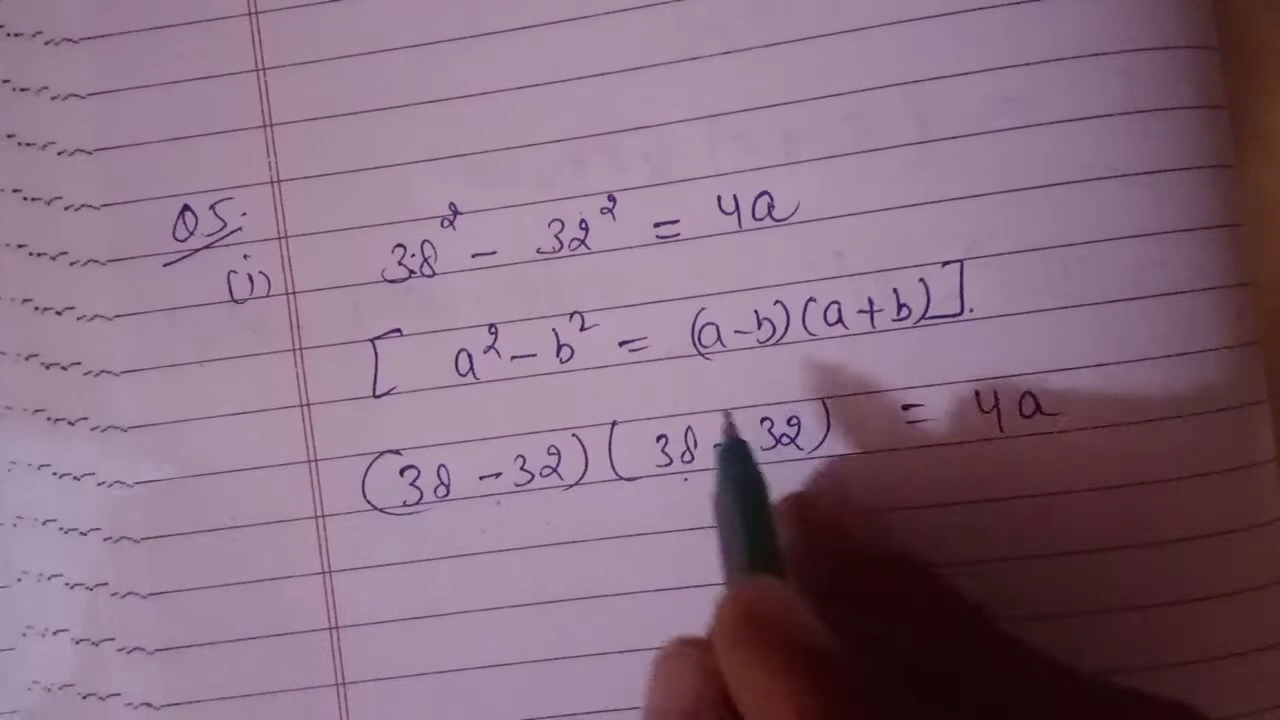 Q5.
(i) 38² - 32² = 4a
[ a² - b² = (a-b)(a+b) ].
(38 - 32)(38 32) = 4a